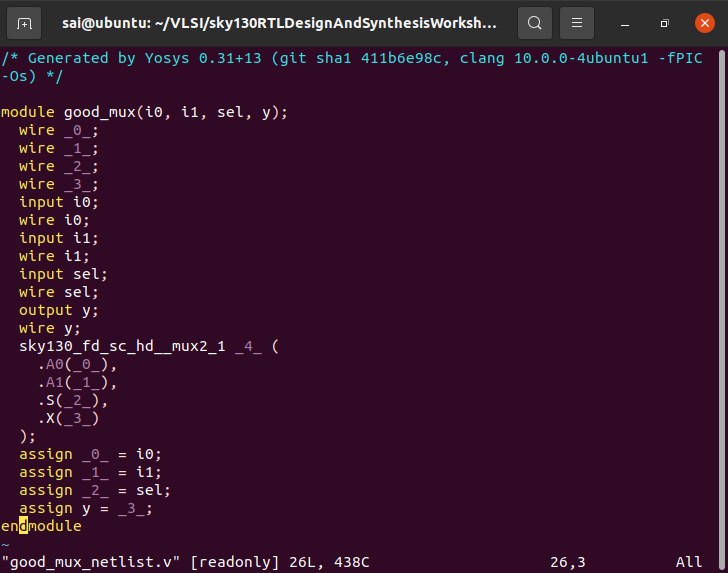 sai@ubuntu: ~/VLSI/sky130RTLDesignAndSynthesisWorksh...
/* Generated by Yosys 0.31+13 (git sha1 411b6e98c, clang 10.0.0-4ubuntu1 -fPIC
-Os) */
module good_mux(i0, i1, sel, y);
  wire _0_;
  wire _1_;
  wire _2_;
  wire _3_;
  input i0;
  wire i0;
  input i1;
  wire i1;
  input sel;
  wire sel;
  output y;
  wire y;
  sky130_fd_sc_hd__mux2_1 _4_ (
    .A0(_0_),
    .A1(_1_),
    .S(_2_),
    .X(_3_)
  );
  assign _0_ = i0;
  assign _1_ = i1;
  assign _2_ = sel;
  assign y = _3_;
endmodule
~
"good_mux_netlist.v" [readonly] 26L, 438C 26,3 All